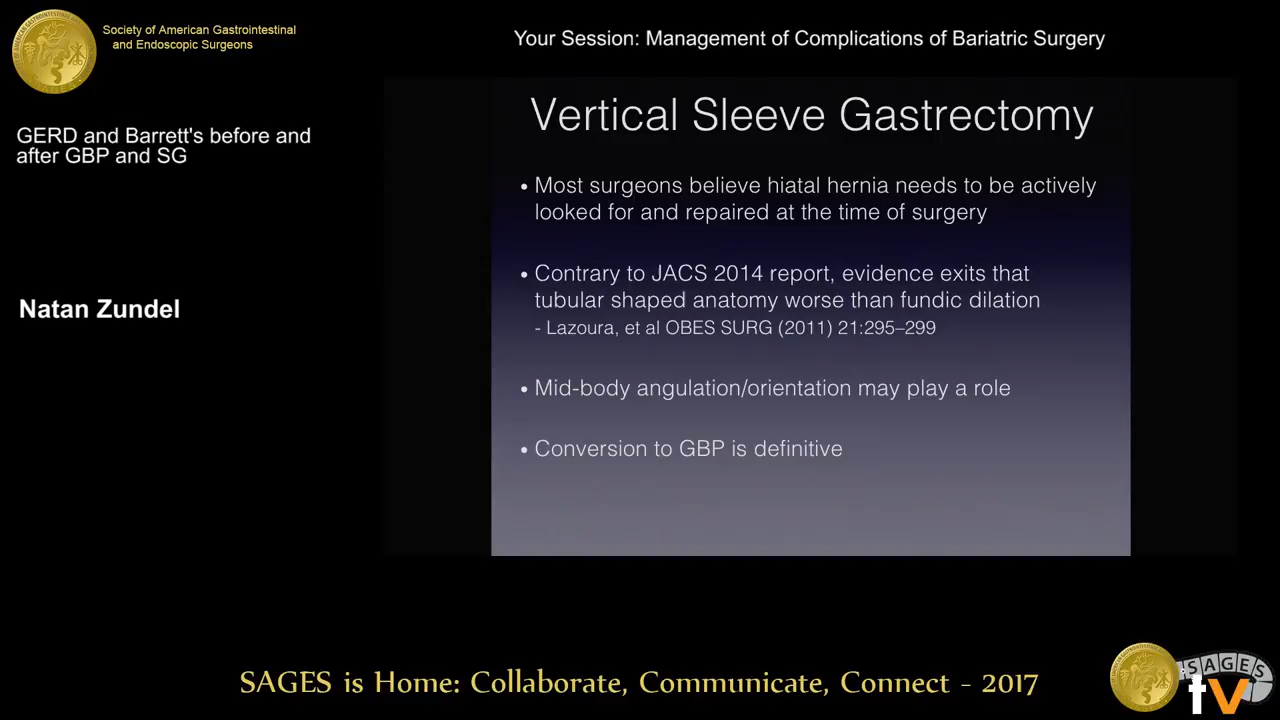 Society of American Gastrointestinal
and Endoscopic Surgeons
Your Session: Management of Complications of Bariatric Surgery
GERD and Barrett's before and
after GBP and SG
Natan Zundel
Vertical Sleeve Gastrectomy
• Most surgeons believe hiatal hernia needs to be actively
looked for and repaired at the time of surgery
• Contrary to JACS 2014 report, evidence exits that
tubular shaped anatomy worse than fundic dilation
- Lazoura, et al OBES SURG (2011) 21:295–299
• Mid-body angulation/orientation may play a role
• Conversion to GBP is definitive
SAGES is Home: Collaborate, Communicate, Connect - 2017
SAGES
tv